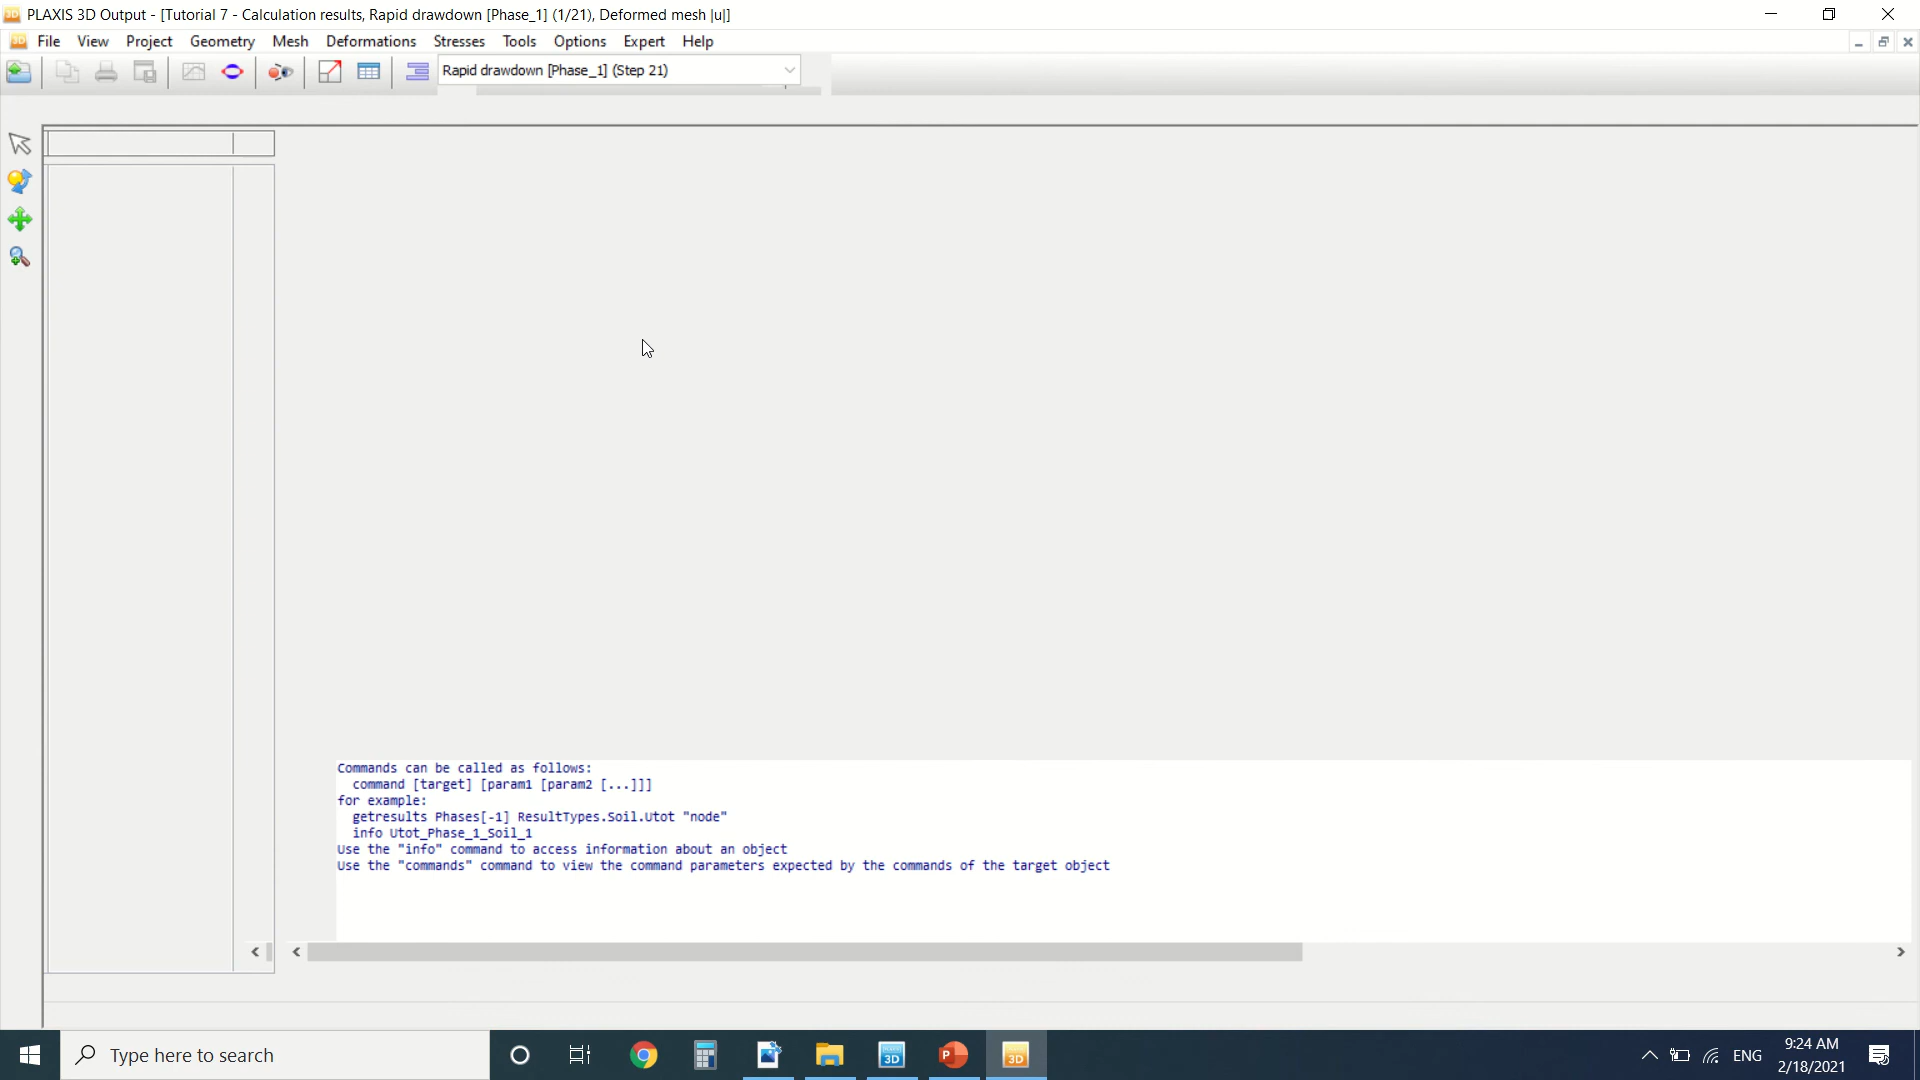 PLAXIS 3D Output - [Tutorial 7 - Calculation results, Rapid drawdown [Phase_1] (1/21), Deformed mesh |u|]
File View Project Geometry Mesh Deformations Stresses Tools Options Expert Help
Rapid drawdown [Phase_1] (Step 21)
Commands can be called as follows:
command [target] [param1 [param2 [...]]]
for example:
getresults Phases[-1] ResultTypes.Soil.Utot "node"
info Utot_Phase_1_Soil_1
Use the "info" command to access information about an object
Use the "commands" command to view the command parameters expected by the commands of the target object
Type here to search
3D
P
3D
ENG
9:24 AM
2/18/2021